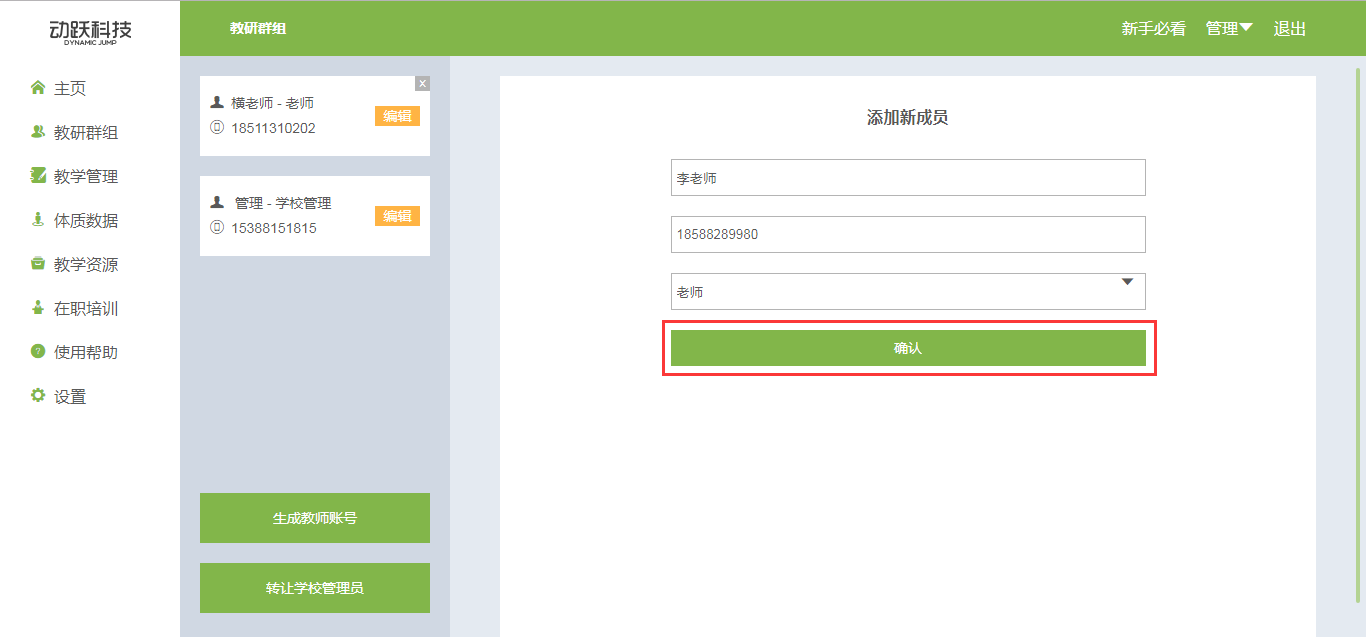 动跃科技
DYNAMIC JUMP
教研群组
新手必看 管理 退出
主页
教研群组
教学管理
体质数据
教学资源
在职培训
使用帮助
设置
x
横老师 - 老师
18511310202
编辑
管理 - 学校管理
15388151815
编辑
生成教师账号
转让学校管理员
添加新成员
李老师
18588289980
老师
确认